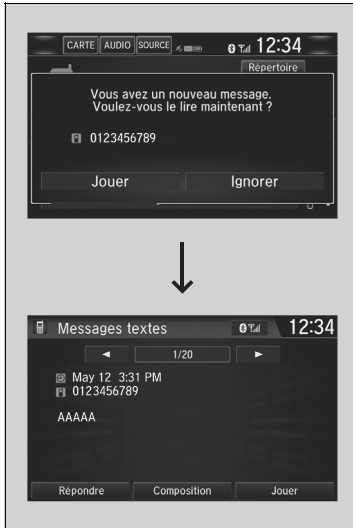 CARTE AUDIO SOURCE 12:34
Répertoire
Vous avez un nouveau message.
Voulez-vous le lire maintenant ?
0123456789
Jouer Ignorer
Messages textes 12:34
1/20
May 12 3:31 PM
0123456789
AAAAA
Répondre Composition Jouer